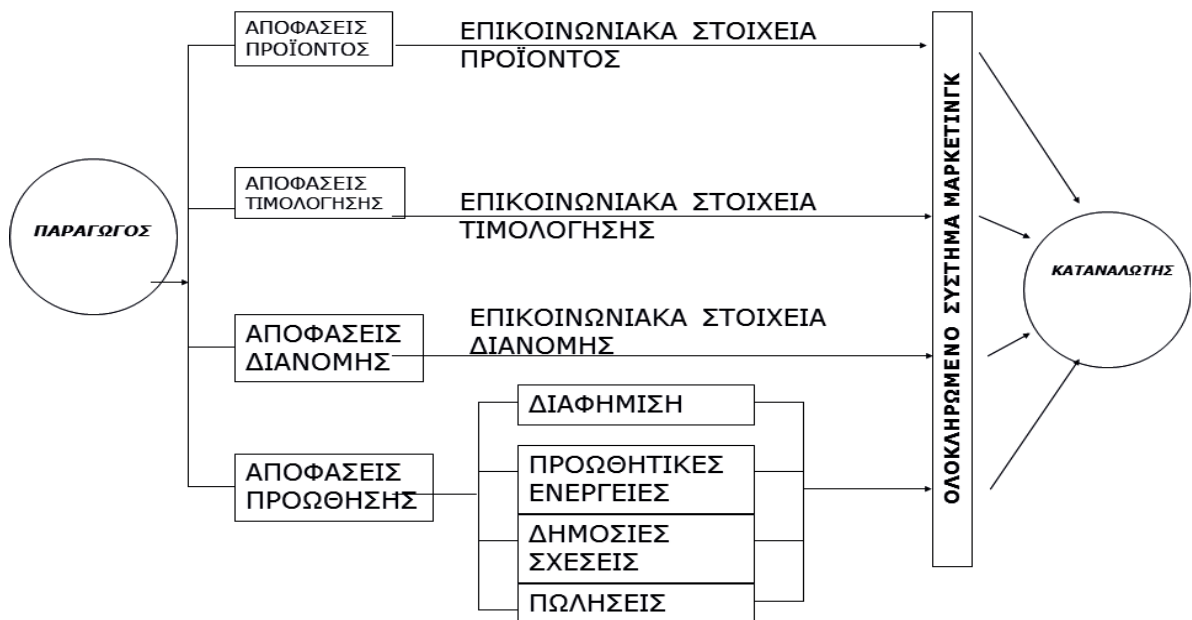 ΠΑΡΑΓΩΓΟΣ
ΑΠΟΦΑΣΕΙΣ
ΠΡΟΪΟΝΤΟΣ
ΕΠΙΚΟΙΝΩΝΙΑΚΑ ΣΤΟΙΧΕΙΑ
ΠΡΟΪΟΝΤΟΣ
ΑΠΟΦΑΣΕΙΣ
ΤΙΜΟΛΟΓΗΣΗΣ
ΕΠΙΚΟΙΝΩΝΙΑΚΑ ΣΤΟΙΧΕΙΑ
ΤΙΜΟΛΟΓΗΣΗΣ
ΑΠΟΦΑΣΕΙΣ
ΔΙΑΝΟΜΗΣ
ΕΠΙΚΟΙΝΩΝΙΑΚΑ ΣΤΟΙΧΕΙΑ
ΔΙΑΝΟΜΗΣ
ΑΠΟΦΑΣΕΙΣ
ΠΡΟΩΘΗΣΗΣ
ΔΙΑΦΗΜΙΣΗ
ΠΡΟΩΘΗΤΙΚΕΣ
ΕΝΕΡΓΕΙΕΣ
ΔΗΜΟΣΙΕΣ
ΣΧΕΣΕΙΣ
ΠΩΛΗΣΕΙΣ
ΟΛΟΚΛΗΡΩΜΕΝΟ ΣΥΣΤΗΜΑ ΜΑΡΚΕΤΙΝΓΚ
ΚΑΤΑΝΑΛΩΤΗΣ